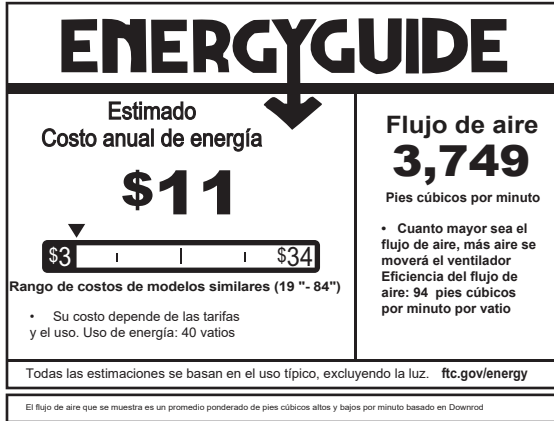 ENERGYGUIDE
Estimado
Costo anual de energía
$11
$3 $34
Rango de costos de modelos similares (19 "- 84")
• Su costo depende de las tarifas
y el uso. Uso de energía: 40 vatios
Flujo de aire
3,749
Pies cúbicos por minuto
• Cuanto mayor sea el
flujo de aire, más aire se
moverá el ventilador
Eficiencia del flujo de
aire: 94 pies cúbicos
por minuto por vatio
Todas las estimaciones se basan en el uso típico, excluyendo la luz. ftc.gov/energy
El flujo de aire que se muestra es un promedio ponderado de pies cúbicos altos y bajos por minuto basado en Downrod